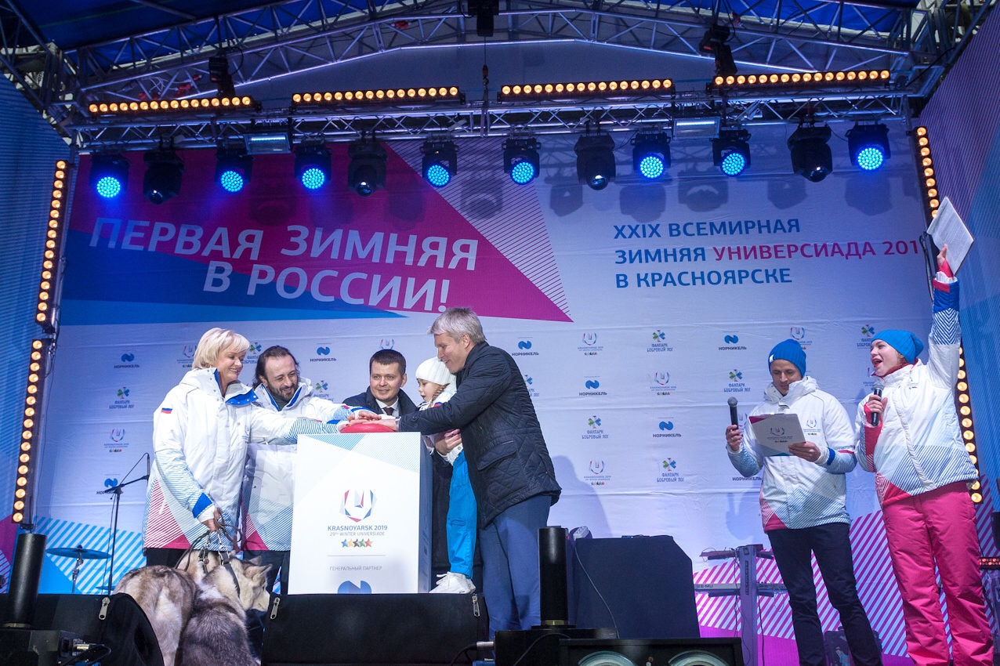 ПЕРВАЯ ЗИМНЯЯ
В РОССИИ!
XXIX ВСЕМИРНАЯ
ЗИМНЯЯ УНИВЕРСИАДА 201
В КРАСНОЯРСКЕ
НОРНИКЕЛЬ
ФАНПАРК
БОБРОВЫЙ ЛОГ
KRASNOYARSK 2019
29TH WINTER UNIVERSIADE
ГЕНЕРАЛЬНЫЙ ПАРТНЕР